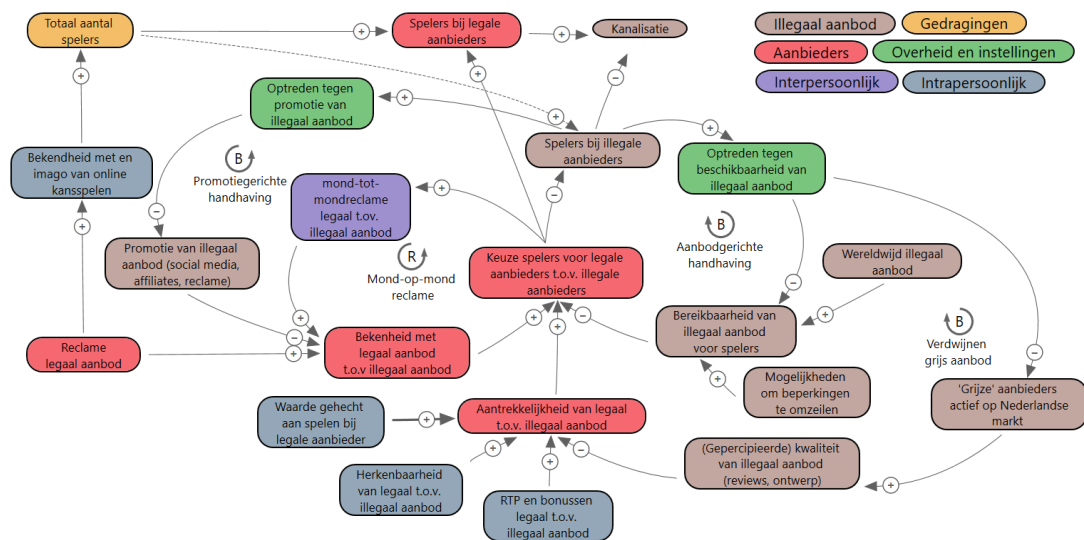 Totaal aantal
spelers
Spelers bij legale
aanbieders
Kanalisatie
Illegaal aanbod
Gedragingen
Aanbieders
Overheid en instellingen
Interpersoonlijk
Intrapersoonlijk
Optreden tegen
promotie van
illegaal aanbod
Spelers bij illegale
aanbieders
Optreden tegen
beschikbaarheid van
illegaal aanbod
Bekendheid met en
imago van online
kansspelen
B
Promotiegerichte
handhaving
mond-tot-
mondreclame
legaal t.ov.
illegaal aanbod
B
Aanbodgerichte
handhaving
Promotie van illegaal
aanbod (social media,
affiliates, reclame)
R
Mond-op-mond
reclame
Keuze spelers voor legale
aanbieders t.o.v. illegale
aanbieders
Wereldwijd illegaal
aanbod
Bereikbaarheid van
illegaal aanbod
voor spelers
B
Verdwijnen
grijs aanbod
Reclame
legaal aanbod
Bekenheid met
legaal aanbod
t.o.v illegaal aanbod
Mogelijkheden
om beperkingen
te omzeilen
'Grijze' aanbieders
actief op Nederlandse
markt
Waarde gehecht
aan spelen bij
legale aanbieder
Aantrekkelijkheid van legaal
t.o.v. illegaal aanbod
(Gepercipieerde) kwaliteit
van illegaal aanbod
(reviews, ontwerp)
Herkenbaarheid
van legaal t.o.v.
illegaal aanbod
RTP en bonussen
legaal t.o.v.
illegaal aanbod